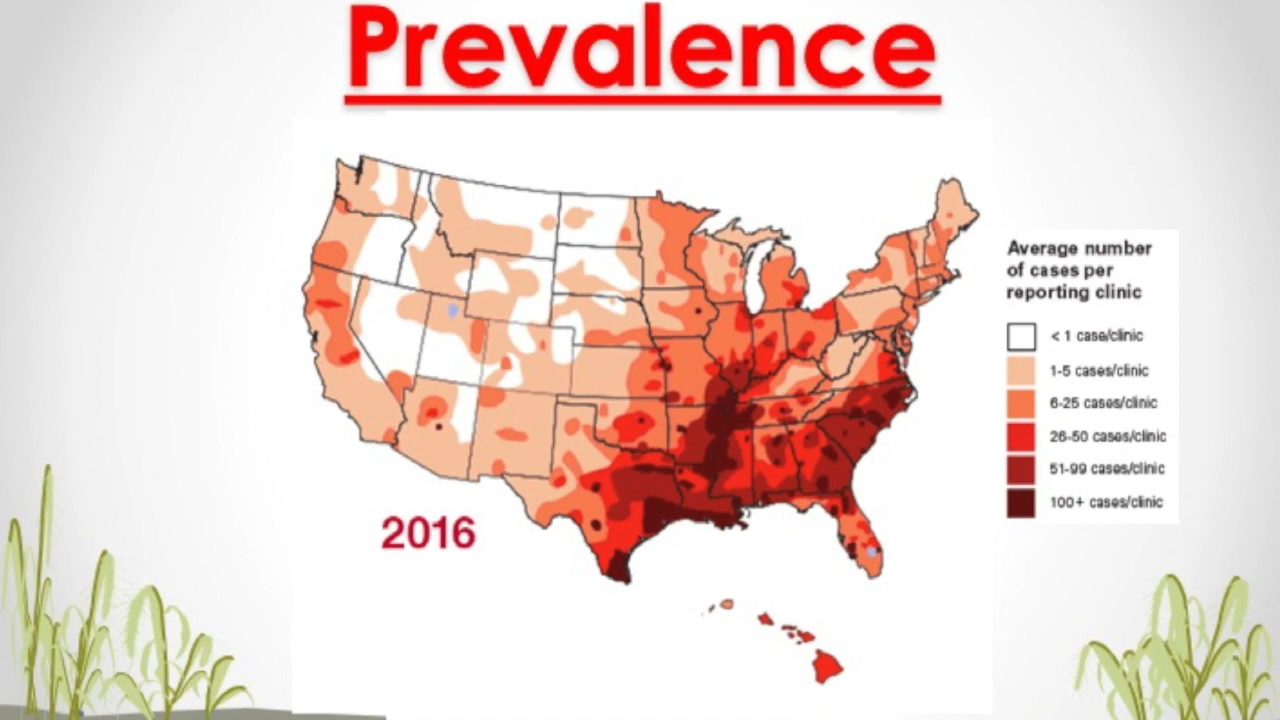 Prevalence
Average number
of cases per
reporting clinic
< 1 case/clinic
1-5 cases/clinic
6-25 cases/clinic
26-50 cases/clinic
51-99 cases/clinic
100+ cases/clinic
2016